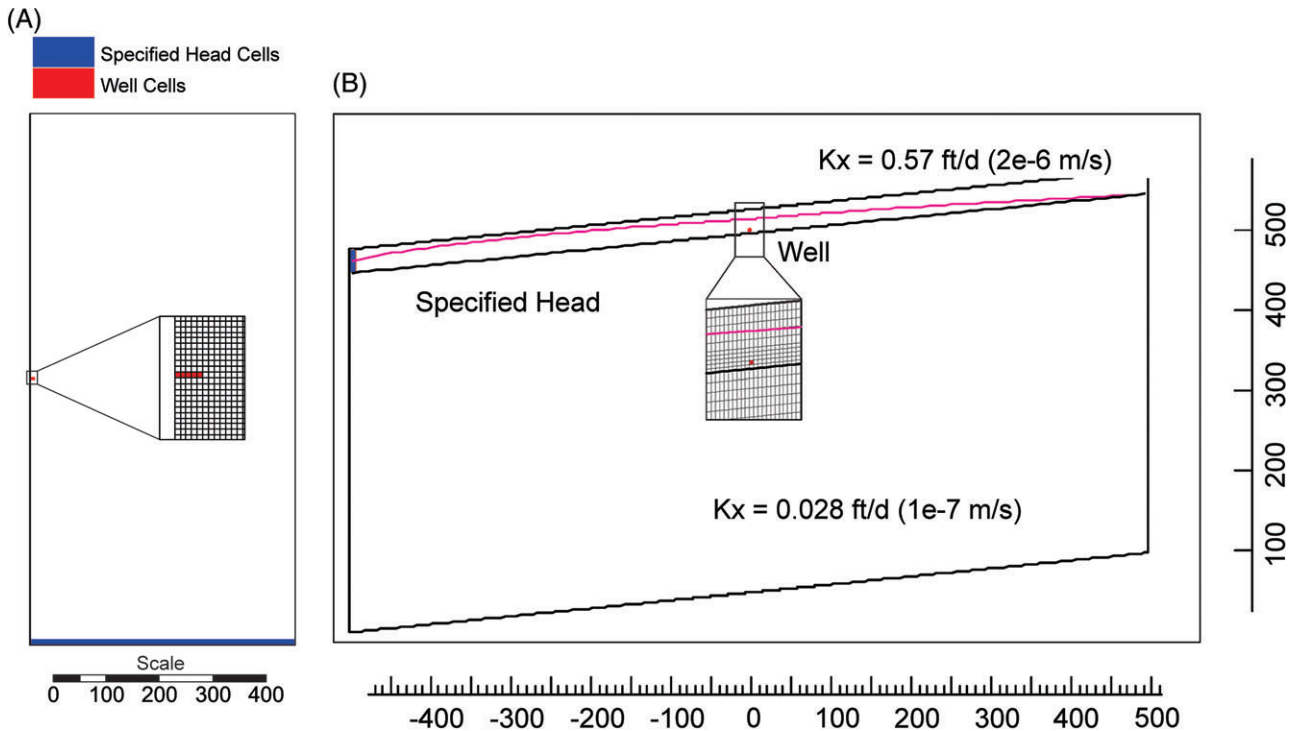 (A)
Specified Head Cells
Well Cells
(B)
Kx = 0.57 ft/d (2e-6 m/s)
Well
Specified Head
Kx = 0.028 ft/d (1e-7 m/s)
500
400
300
200
100
Scale
0 100 200 300 400
-400 -300 -200 -100 0 100 200 300 400 500